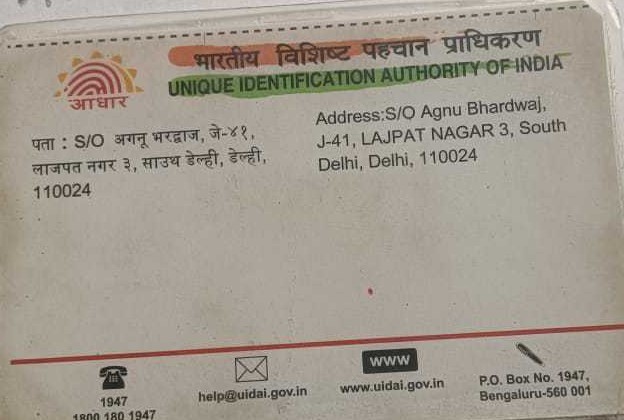 भारतीय विशिष्ट पहचान प्राधिकरण
UNIQUE IDENTIFICATION AUTHORITY OF INDIA
आधार
पता : S/O अगनू भरद्वाज, जे-४१,
लाजपत नगर ३, साउथ डेल्ही, डेल्ही,
110024
Address:S/O Agnu Bhardwaj,
J-41, LAJPAT NAGAR 3, South
Delhi, Delhi, 110024
1947
1800 180 1947
help@uidai.gov.in
WWW
www.uidai.gov.in
P.O. Box No. 1947,
Bengaluru-560 001